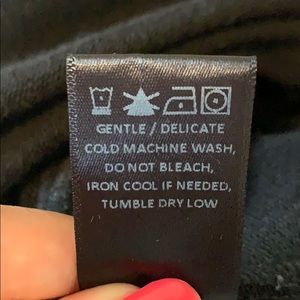 GENTLE / DELICATE
COLD MACHINE WASH,
DO NOT BLEACH,
IRON COOL IF NEEDED,
TUMBLE DRY LOW